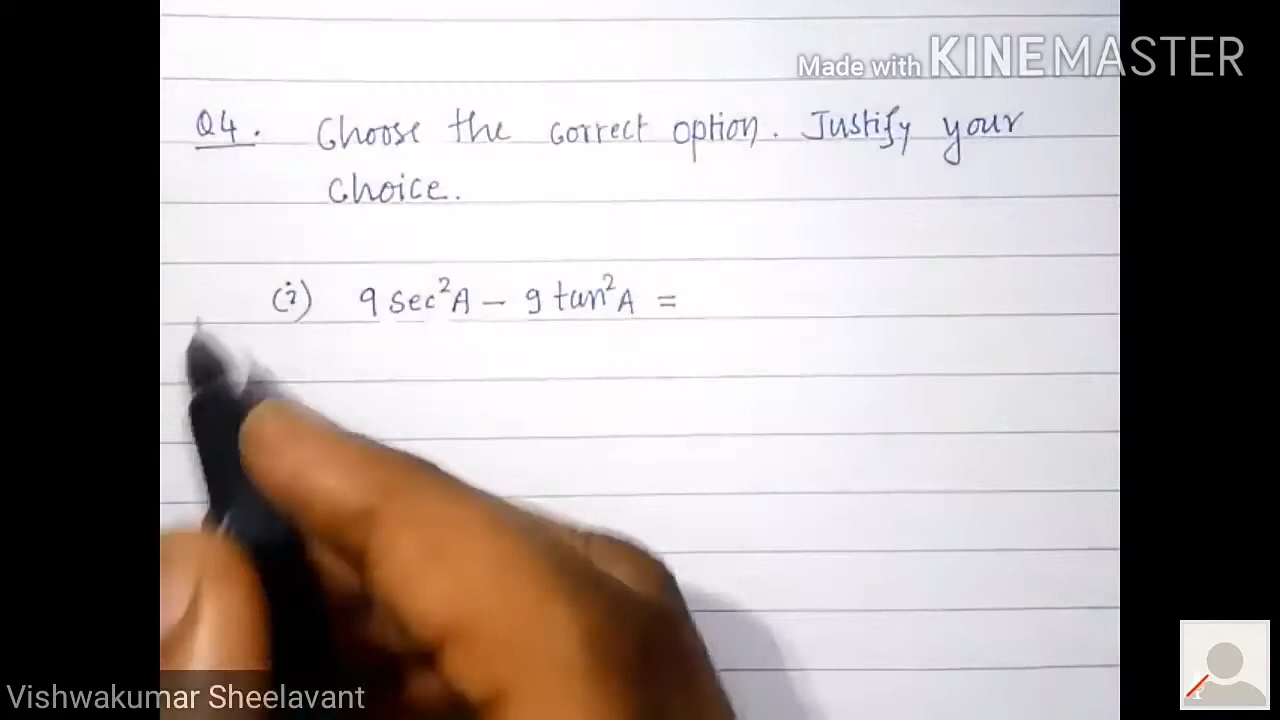 Made with KINEMASTER
Q4. Choose the correct option. Justify your
choice.
(i) 9 sec²A – 9 tan²A =
Vishwakumar Sheelavant